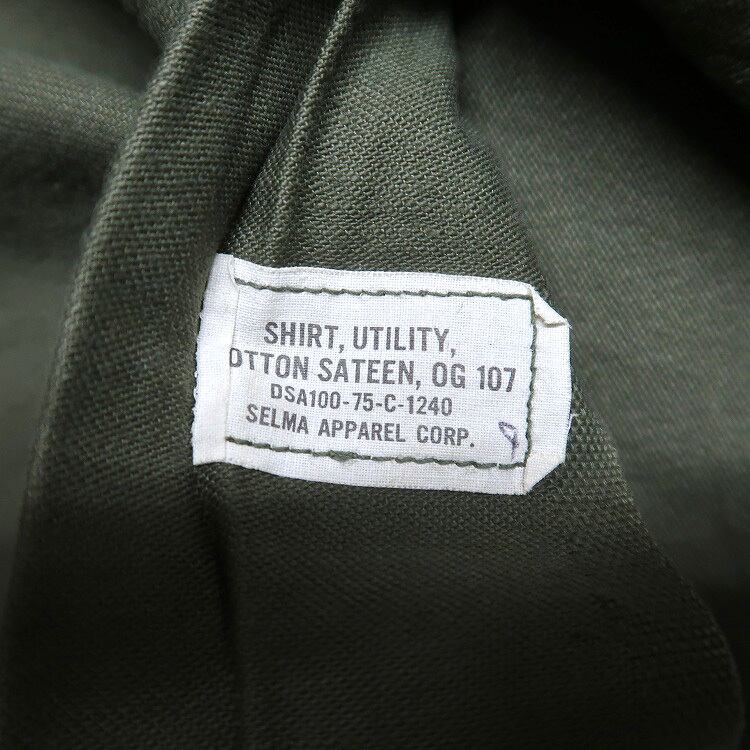 SHIRT, UTILITY,
OTTON SATEEN, OG 107
DSA100-75-C-1240
SELMA APPAREL CORP.